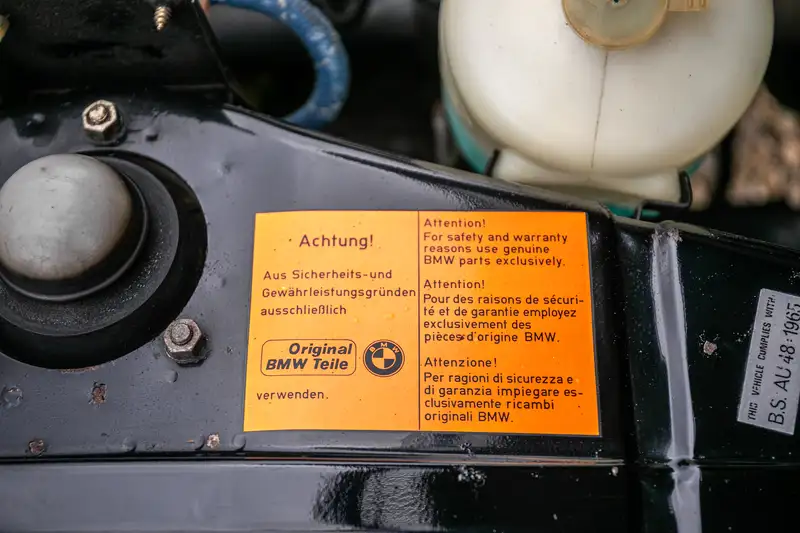 Achtung!
Aus Sicherheits-und
Gewährleistungsgründen
ausschließlich
Original
BMW Teile
BMW
verwenden.
Attention!
For safety and warranty
reasons use genuine
BMW parts exclusively.
Attention!
Pour des raisons de sécuri-
té et de garantie employez
exclusivement des
pièces d'origine BMW.
Attenzione!
Per ragioni di sicurezza e
di garanzia impiegare es-
clusivamente ricambi
originali BMW.
THIS VEHICLE COMPLIES WITH
B.S. AU 48:1965